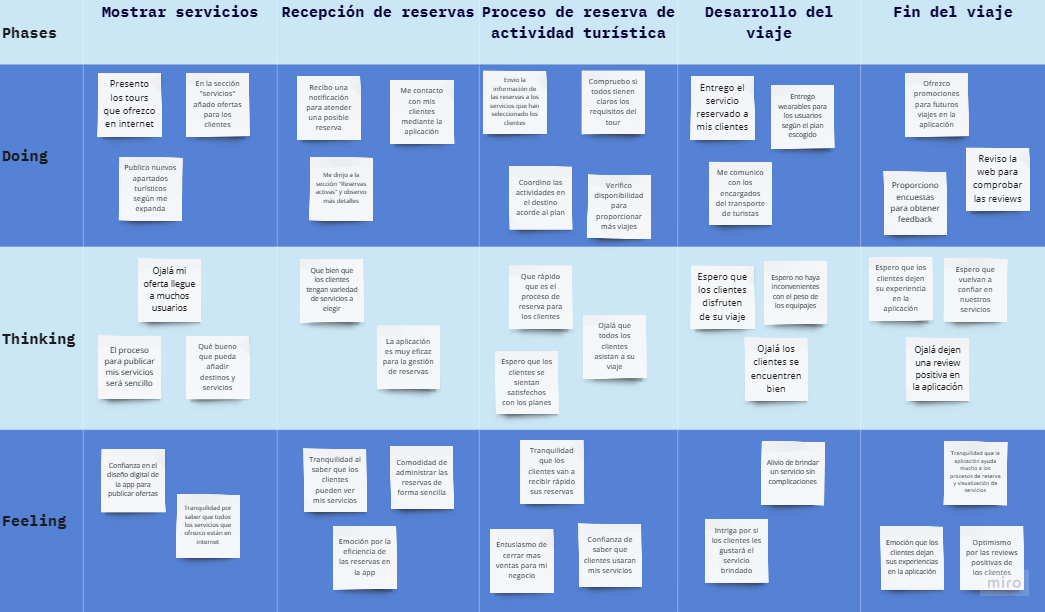 Phases
Mostrar servicios
Recepción de reservas
Proceso de reserva de
actividad turística
Desarrollo del
viaje
Fin del viaje
Doing
Presento
los tours
que ofrezco
en internet
En la sección
"servicios"
añado ofertas
para los
clientes
Publico nuevos
apartados
turísticos
según me
expanda
Recibo una
notificación
para atender
una posible
reserva
Me contacto
con mis
clientes
mediante la
aplicación
Me dirijo a la
sección "Reservas
activas" y observo
más detalles
Envio la
información de
las reservas a los
servicios que han
seleccionado los
clientes
Compruebo si
todos tienen
claros los
requisitos del
tour
Coordino las
actividades en
el destino
acorde al plan
Verifico
disponibilidad
para
proporcionar
más viajes
Entrego el
servicio
reservado a
mis clientes
Entrego
wearables para
los usuarios
según el plan
escogido
Me comunico
con los
encargados
del transporte
de turistas
Ofrezco
promociones
para futuros
viajes en la
aplicación
Reviso la
web para
comprobar
las reviews
Proporciono
encuestas
para obtener
feedback
Thinking
Ojalá mi
oferta llegue
a muchos
usuarios
El proceso
para publicar
mis servicios
será sencillo
Qué bueno
que pueda
añadir
destinos y
servicios
Que bien que
los clientes
tengan variedad
de servicios a
elegir
La aplicación
es muy eficaz
para la gestión
de reservas
Que rápido
que es el
proceso de
reserva para
los clientes
Ojalá que
todos los
clientes
asistan a su
viaje
Espero que los
clientes se
sientan
satisfechos
con los planes
Espero que
los clientes
disfruten
de su viaje
Espero no haya
inconvenientes
con el peso de
los equipajes
Ojalá los
clientes se
encuentren
bien
Espero que los
clientes dejen
su experiencia
en la
aplicación
Espero que
vuelvan a
confiar en
nuestros
servicios
Ojalá dejen
una review
positiva en
la aplicación
Feeling
Confianza en el
diseño digital de
la app para
publicar ofertas
Tranquilidad por
saber que todos
los servicios que
ofrezco están en
internet
Tranquilidad al
saber que los
clientes
pueden ver
mis servicios
Comodidad de
administrar las
reservas de
forma sencilla
Emoción por la
eficiencia de
las reservas en
la app
Tranquilidad
que los
clientes van a
recibir rápido
sus reservas
Entusiasmo de
cerrar mas
ventas para mi
negocio
Confianza de
saber que
clientes usaran
mis servicios
Alivio de brindar
un servicio sin
complicaciones
Intriga por si
los clientes les
gustará el
servicio
brindado
Tranquilidad que la
aplicación ayuda
mucho a los
procesos de reserva
y visualización de
servicios
Emoción que los
clientes dejan
sus experiencias
en la aplicación
Optimismo
por las reviews
positivas de
los clientes
miro